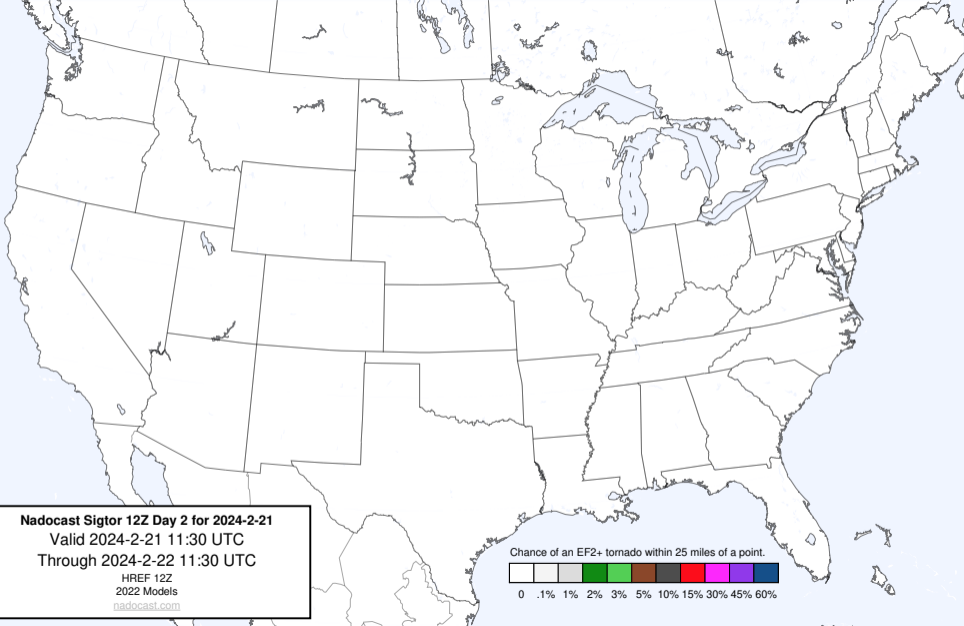 Nadocast Sigtor 12Z Day 2 for 2024-2-21
Valid 2024-2-21 11:30 UTC
Through 2024-2-22 11:30 UTC
HREF 12Z
2022 Models
nadocast.com
Chance of an EF2+ tornado within 25 miles of a point.
0 .1% 1% 2% 3% 5% 10% 15% 30% 45% 60%